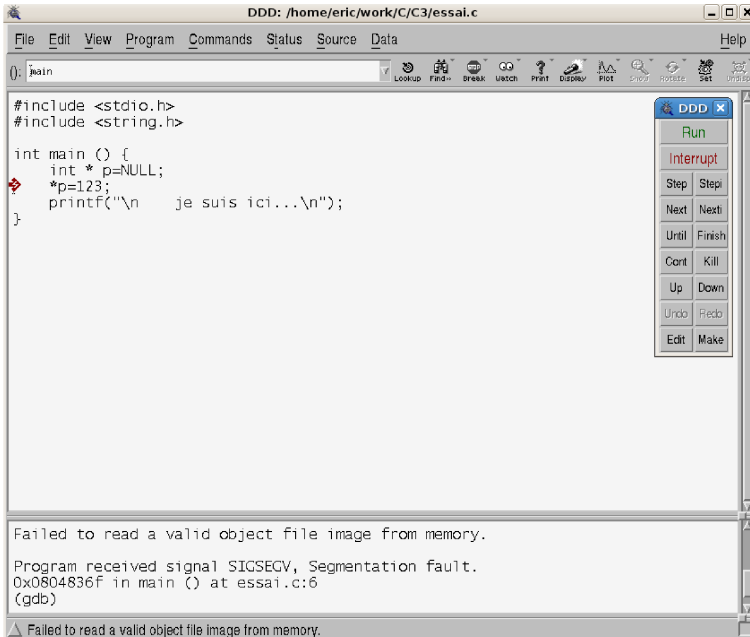 DDD: /home/eric/work/C/C3/essai.c
File Edit View Program Commands Status Source Data Help
(): main
Lookup Find» Break Watch Print Display Plot Show Rotate Set Undisp
#include <stdio.h>
#include <string.h>
int main () {
int * p=NULL;
*p=123;
printf("\n    je suis ici...\n");
}
DDD
Run
Interrupt
Step Stepi
Next Nexti
Until Finish
Cont Kill
Up Down
Undo Redo
Edit Make
Failed to read a valid object file image from memory.
Program received signal SIGSEGV, Segmentation fault.
0x0804836f in main () at essai.c:6
(gdb)
Failed to read a valid object file image from memory.